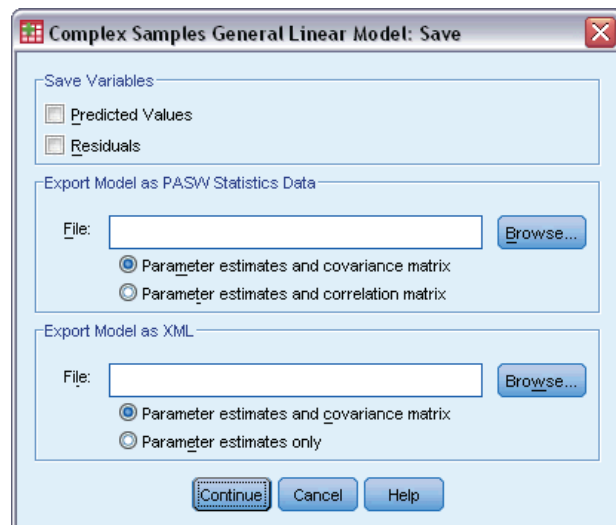 Complex Samples General Linear Model: Save
Save Variables
Predicted Values
Residuals
Export Model as PASW Statistics Data
File:
Browse...
Parameter estimates and covariance matrix
Parameter estimates and correlation matrix
Export Model as XML
File:
Browse...
Parameter estimates and covariance matrix
Parameter estimates only
Continue Cancel Help